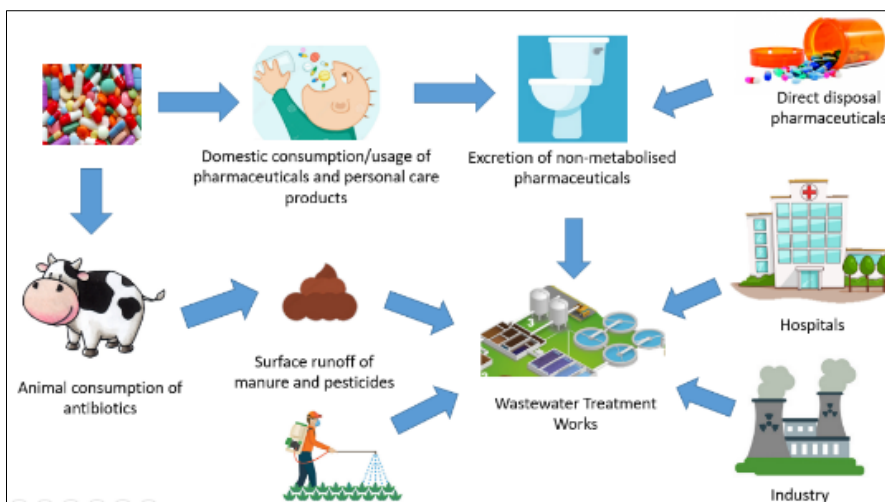 Direct disposal
pharmaceuticals
Domestic consumption/usage of
pharmaceuticals and personal care
products
Excretion of non-metabolised
pharmaceuticals
Hospitals
Animal consumption of
antibiotics
Surface runoff of
manure and pesticides
Wastewater Treatment
Works
Industry